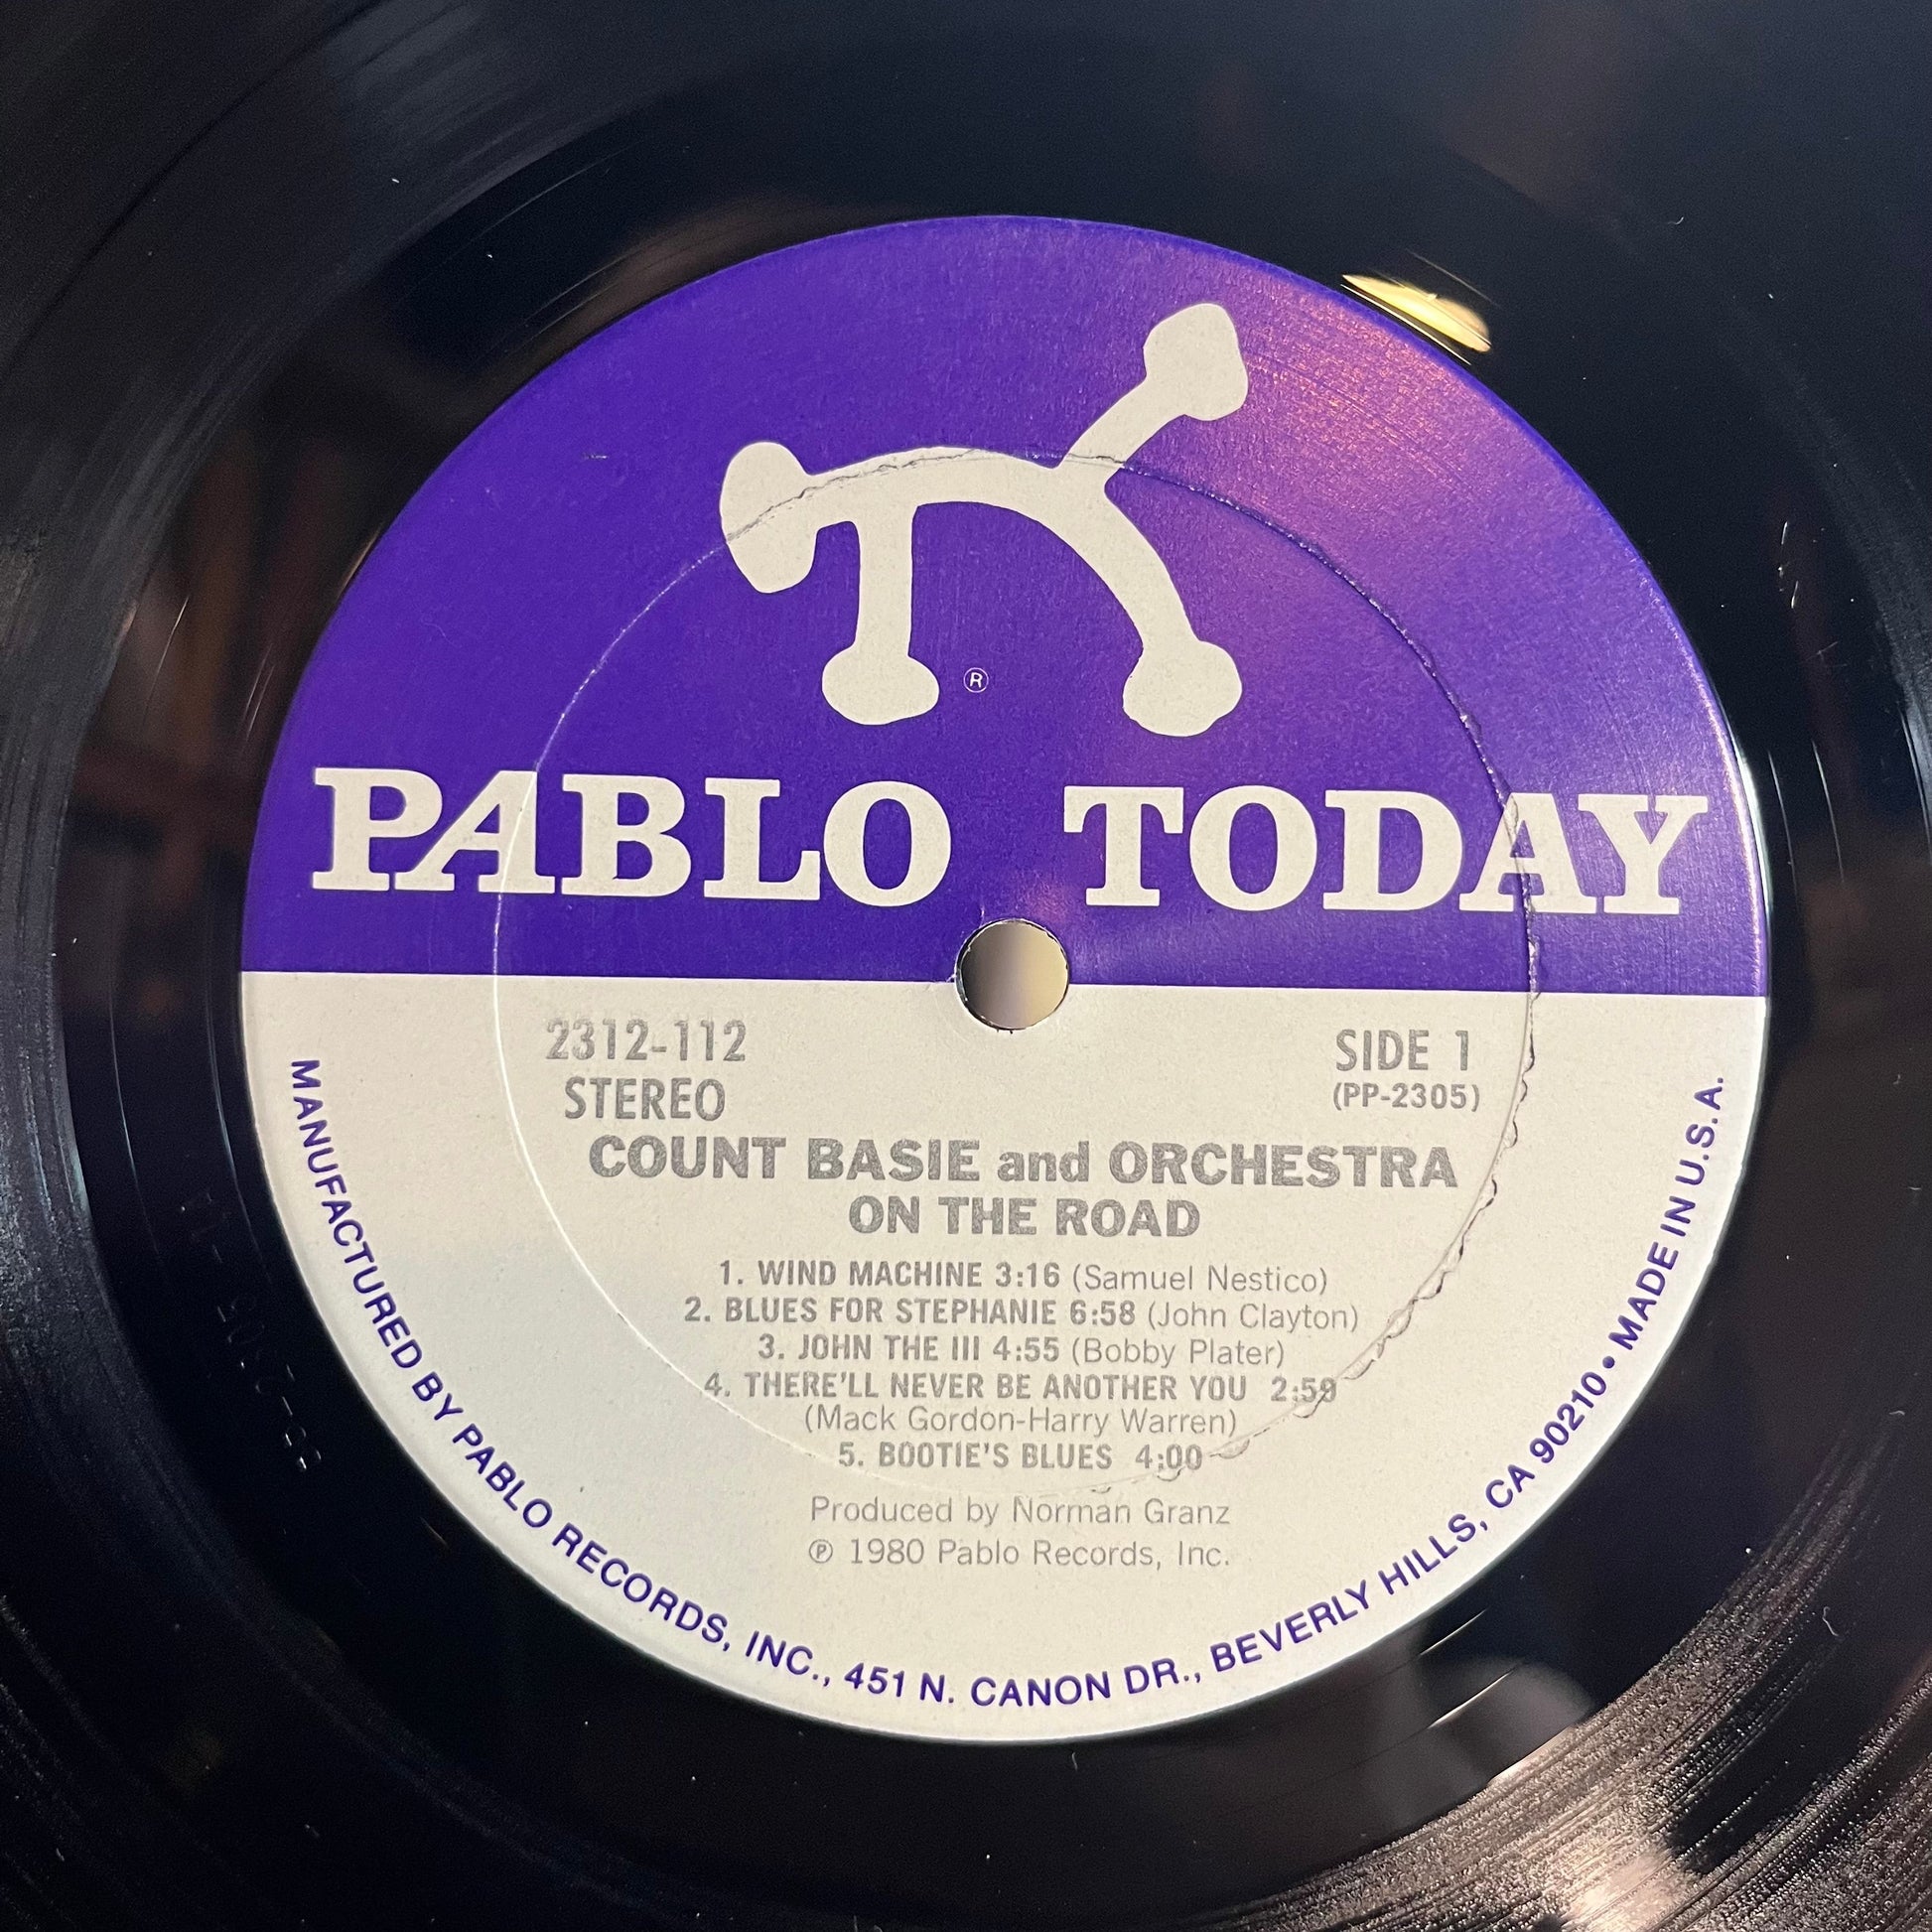 ®
PABLO TODAY
2312-112
STEREO
SIDE 1
(PP-2305)
COUNT BASIE and ORCHESTRA
ON THE ROAD
1. WIND MACHINE 3:16 (Samuel Nestico)
2. BLUES FOR STEPHANIE 6:58 (John Clayton)
3. JOHN THE III 4:55 (Bobby Plater)
4. THERE'LL NEVER BE ANOTHER YOU 2:59
(Mack Gordon-Harry Warren)
5. BOOTIE'S BLUES 4:00
Produced by Norman Granz
℗ 1980 Pablo Records, Inc.
MANUFACTURED BY PABLO RECORDS, INC., 451 N. CANON DR., BEVERLY HILLS, CA 90210 • MADE IN U.S.A.